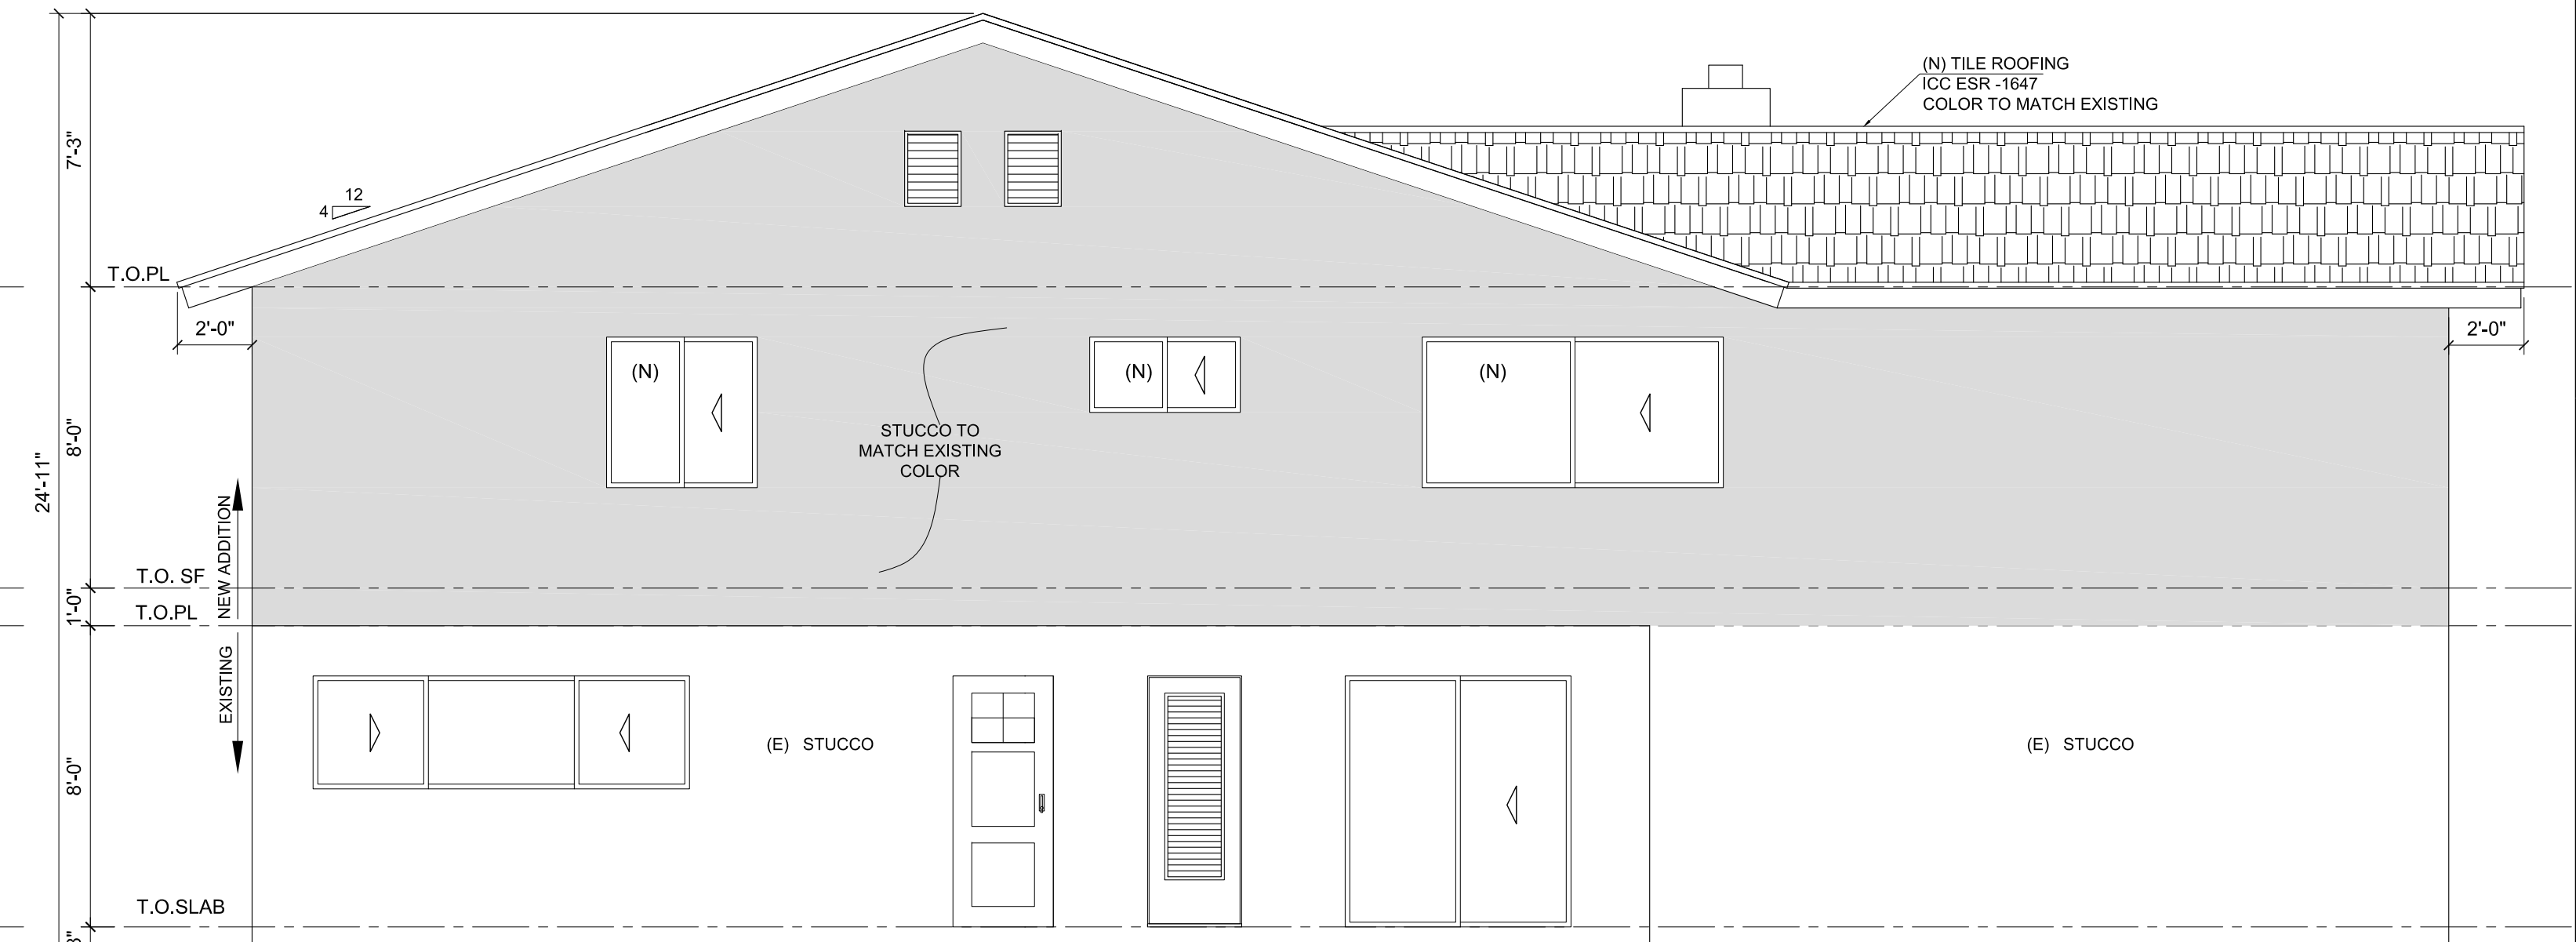 (N) TILE ROOFING
ICC ESR -1647
COLOR TO MATCH EXISTING
7'-3"
12
4
T.O.PL
2'-0"
2'-0"
(N)
(N)
(N)
STUCCO TO
MATCH EXISTING
COLOR
8'-0"
24'-11"
NEW ADDITION
T.O. SF
1'-0"
T.O.PL
EXISTING
(E) STUCCO
(E) STUCCO
8'-0"
T.O.SLAB